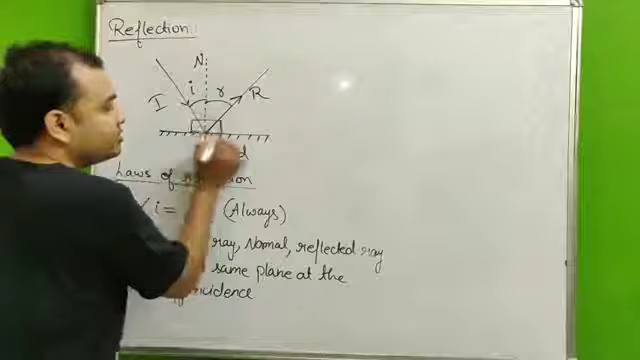 Reflection
N
i r
I R
d
Laws of
i = (Always)
ray, Normal, reflected ray
same plane at the
incidence